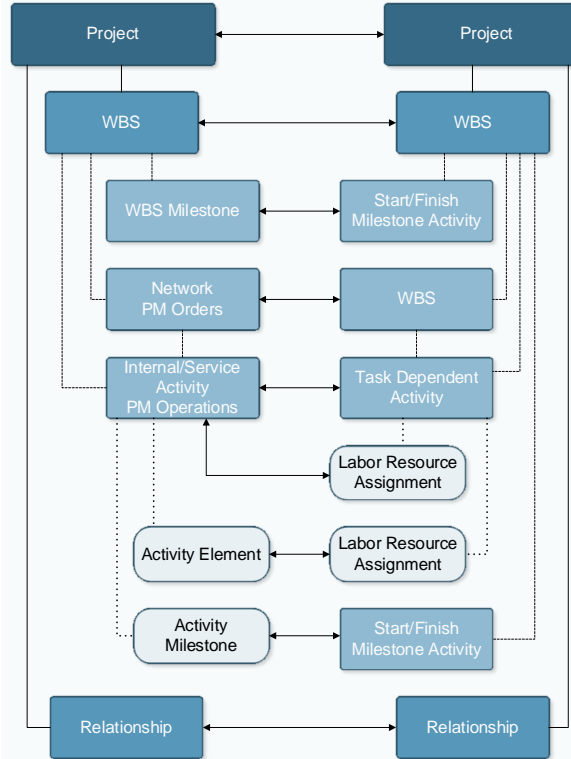 Project
Project
WBS
WBS
WBS Milestone
Start/Finish
Milestone Activity
Network
PM Orders
WBS
Internal/Service
Activity
PM Operations
Task Dependent
Activity
Labor Resource
Assignment
Activity Element
Labor Resource
Assignment
Activity
Milestone
Start/Finish
Milestone Activity
Relationship
Relationship